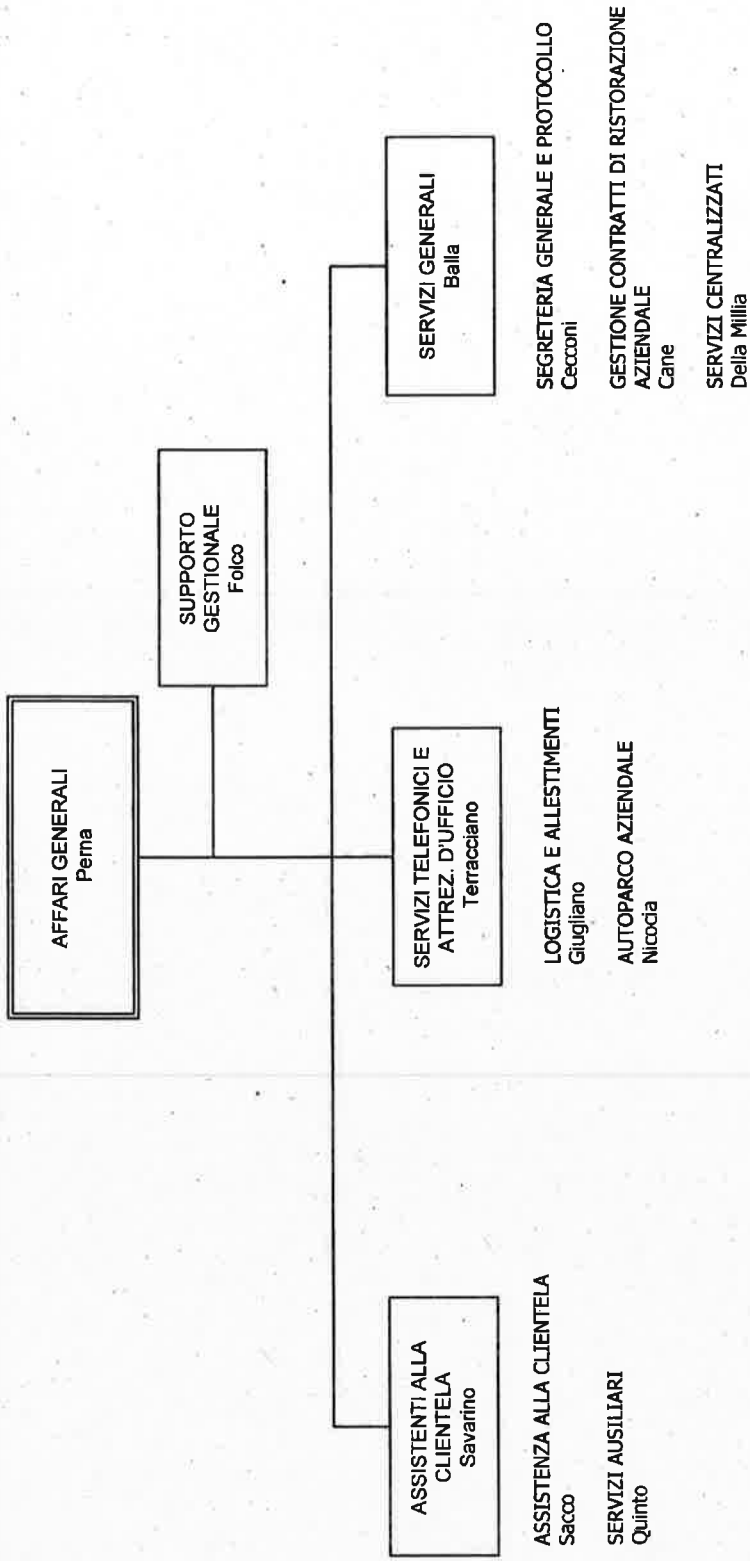 AFFARI GENERALI
Perna
SUPPORTO
GESTIONALE
Folco
ASSISTENTI ALLA
CLIENTELA
Savarino
ASSISTENZA ALLA CLIENTELA
Sacco
SERVIZI AUSILIARI
Quinto
SERVIZI TELEFONICI E
ATTREZ. D'UFFICIO
Terracciano
LOGISTICA E ALLESTIMENTI
Giugliano
AUTOPARCO AZIENDALE
Nicocia
SERVIZI GENERALI
Balla
SEGRETERIA GENERALE E PROTOCOLLO
Cecconi
GESTIONE CONTRATTI DI RISTORAZIONE
AZIENDALE
Cane
SERVIZI CENTRALIZZATI
Della Millia